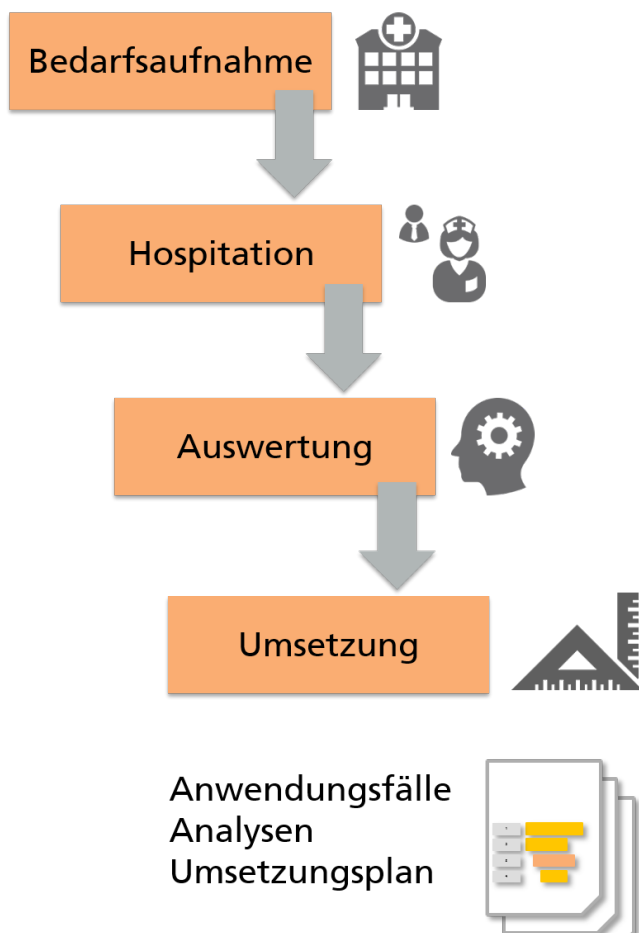 Bedarfsaufnahme
Hospitation
Auswertung
Umsetzung
Anwendungsfälle
Analysen
Umsetzungsplan